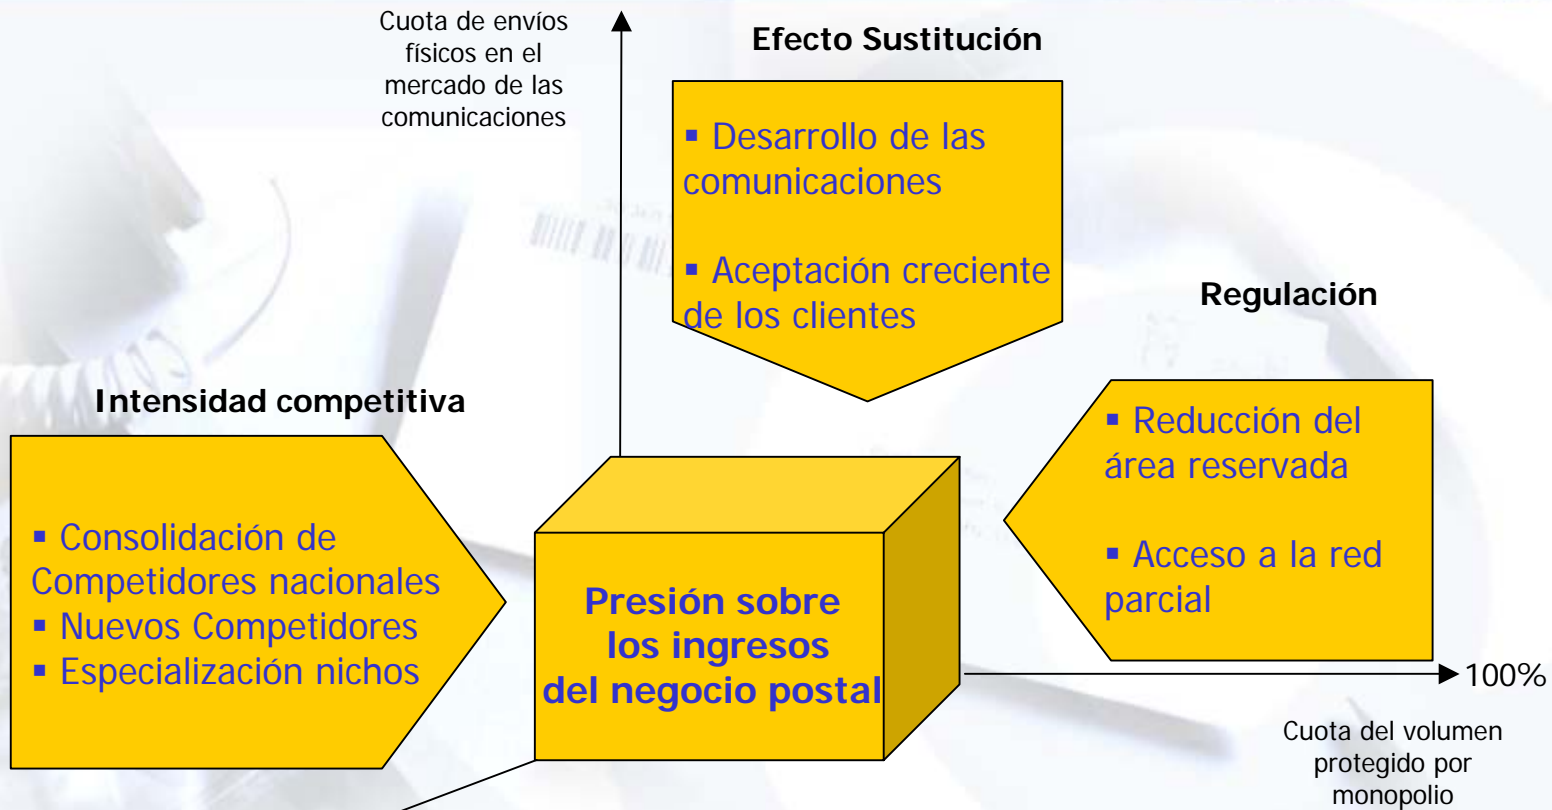 Cuota de envíos
físicos en el
mercado de las
comunicaciones
Efecto Sustitución
▪ Desarrollo de las
comunicaciones
▪ Aceptación creciente
de los clientes
Regulación
▪ Reducción del
área reservada
▪ Acceso a la red
parcial
Intensidad competitiva
▪ Consolidación de
Competidores nacionales
▪ Nuevos Competidores
▪ Especialización nichos
Presión sobre
los ingresos
del negocio postal
100%
Cuota del volumen
protegido por
monopolio